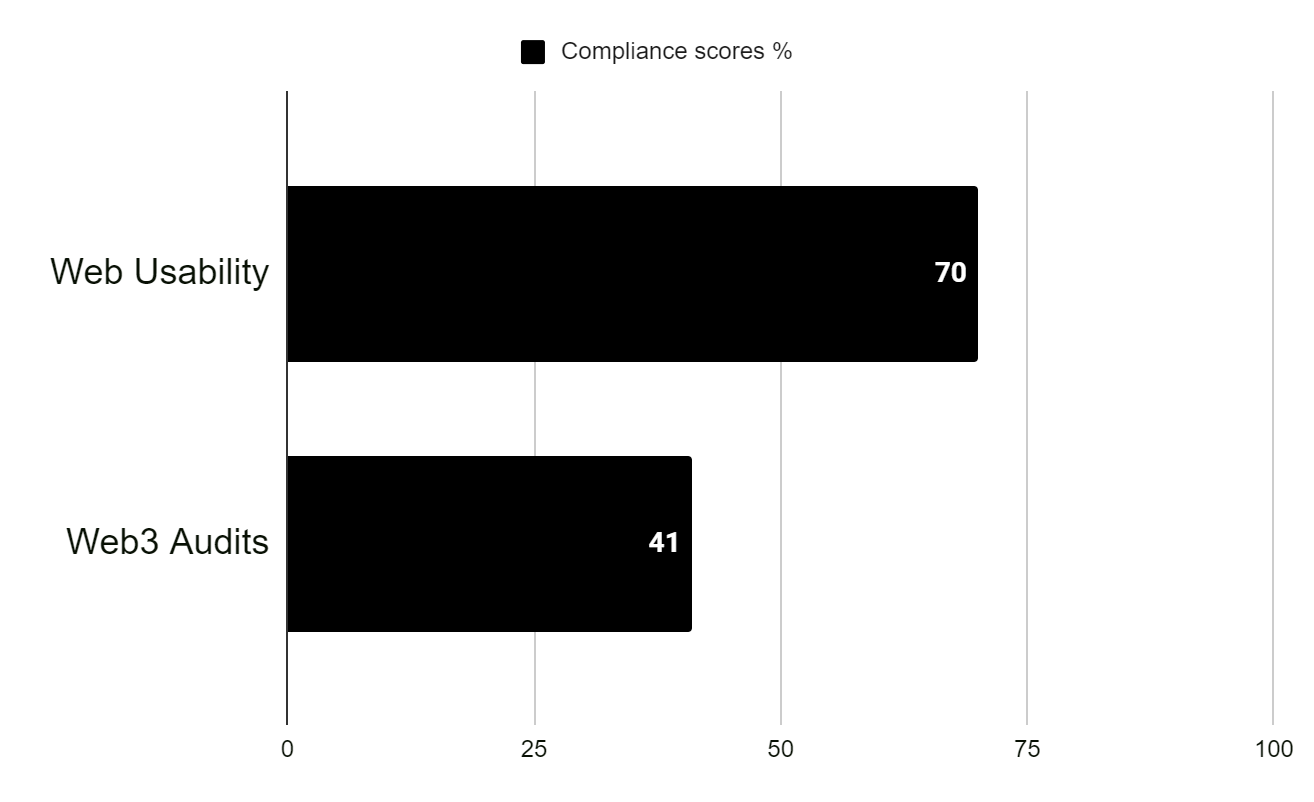 Compliance scores %
Web Usability
70
Web3 Audits
41
0 25 50 75 100